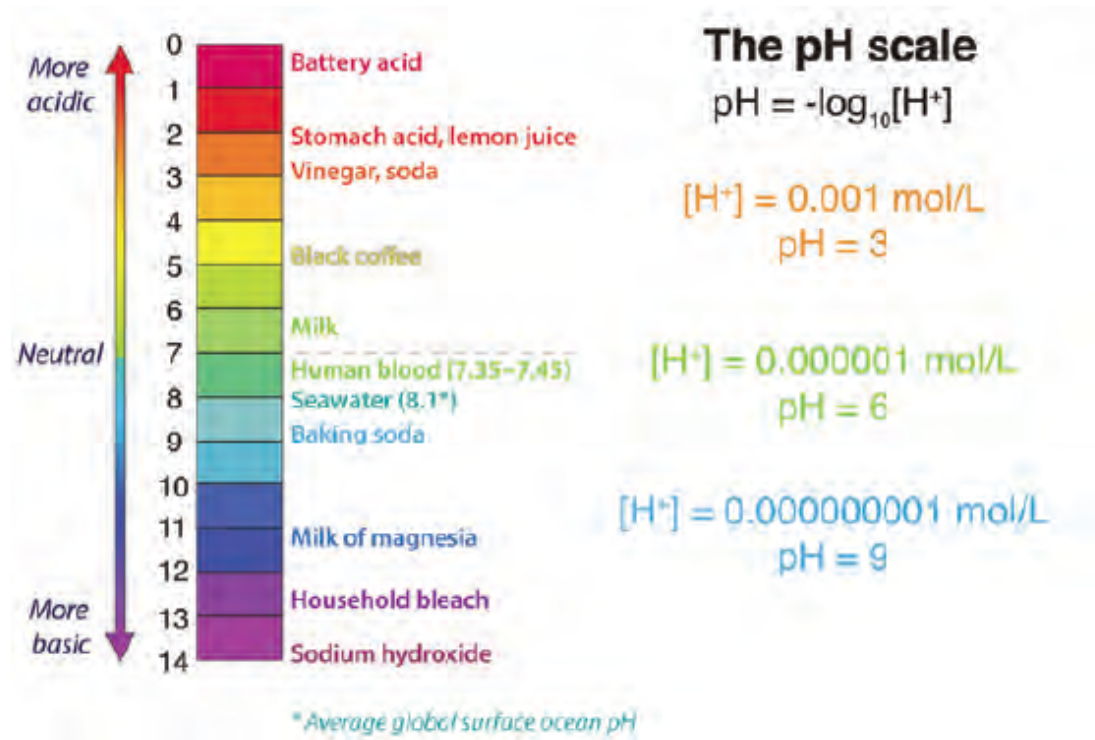 The pH scale
pH = -log₁₀[H⁺]
More
acidic
Neutral
More
basic
0
1
2
3
4
5
6
7
8
9
10
11
12
13
14
Battery acid
Stomach acid, lemon juice
Vinegar, soda
Black coffee
Milk
Human blood (7.35–7.45)
Seawater (8.1*)
Baking soda
Milk of magnesia
Household bleach
Sodium hydroxide
* Average global surface ocean pH
[H⁺] = 0.001 mol/L
pH = 3
[H⁺] = 0.000001 mol/L
pH = 6
[H⁺] = 0.000000001 mol/L
pH = 9